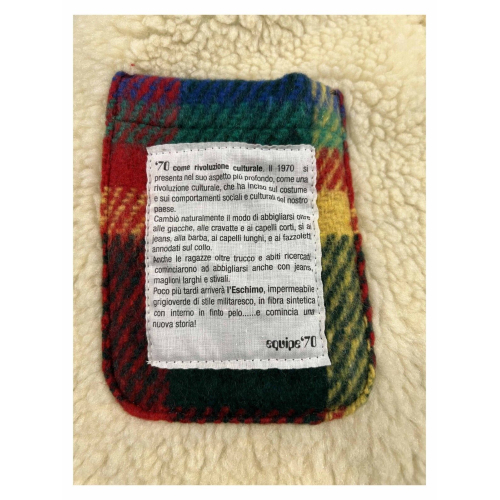 '70 come rivoluzione culturale, Il 1970 si
presenta nel suo aspetto più profondo, come una
rivoluzione culturale, che ha inciso sul costume
e sui comportamenti sociali e culturali del nostro
paese.
Cambiò naturalmente il modo di abbigliarsi oltre
alle giacche, alle cravatte e ai capelli corti, si ai
jeans, alla barba, ai capelli lunghi, e ai fazzoletti
annodati sul collo.
Anche le ragazze oltre trucco e abiti ricercati
cominciarono ad abbigliarsi anche con jeans,
maglioni larghi e stivali.
Poco più tardi arriverà l'Eschimo, impermeabile
grigioverde di stile militaresco, in fibra sintetica
con interno in finto pelo......e comincia una
nuova storia!
equipe'70